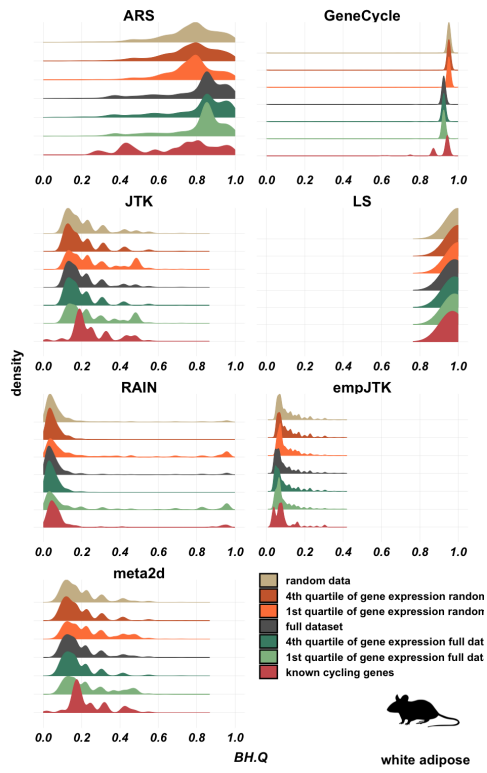 ARS GeneCycle
0.0 0.2 0.4 0.6 0.8 1.0 0.0 0.2 0.4 0.6 0.8 1.0
JTK LS
0.0 0.2 0.4 0.6 0.8 1.0 0.0 0.2 0.4 0.6 0.8 1.0
density
RAIN empJTK
0.0 0.2 0.4 0.6 0.8 1.0 0.0 0.2 0.4 0.6 0.8 1.0
meta2d
0.0 0.2 0.4 0.6 0.8 1.0
BH.Q
random data
4th quartile of gene expression random
1st quartile of gene expression random
full dataset
4th quartile of gene expression full dat
1st quartile of gene expression full dat
known cycling genes
white adipose